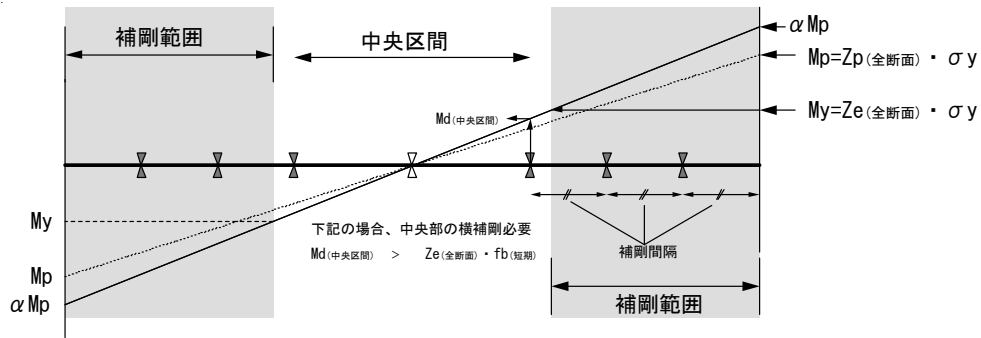 補剛範囲
中央区間
αMp
Mp=Zp(全断面)・σy
My=Ze(全断面)・σy
Md(中央区間)
My
Mp
αMp
下記の場合、中央部の横補剛必要
Md(中央区間) > Ze(全断面)・fb(短期)
補剛間隔
補剛範囲